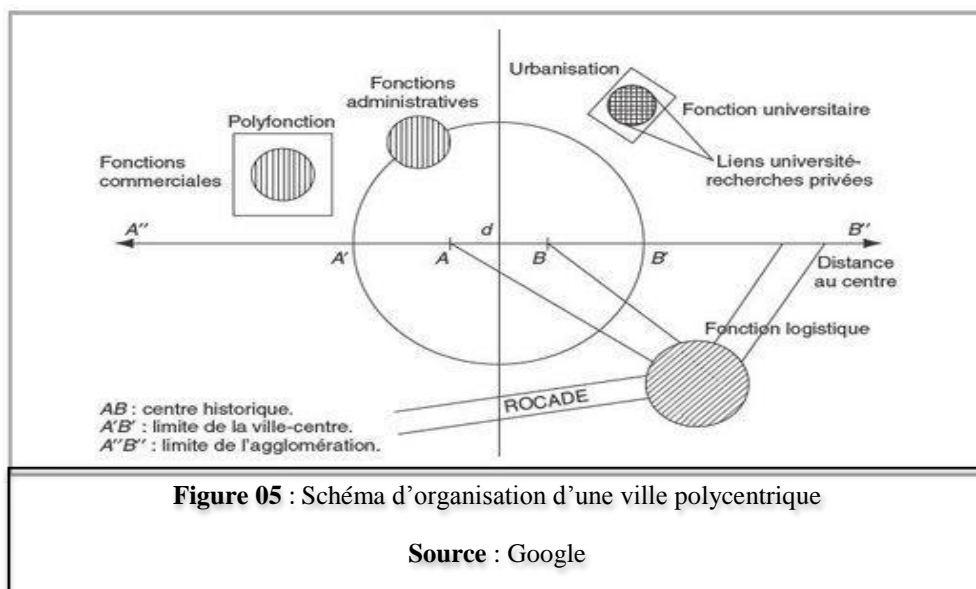 Urbanisation
Fonctions
administratives
Fonction universitaire
Polyfonction
Fonctions
commerciales
Liens université-
recherches privées
A'' d B''
A' A B B'
Distance
au centre
Fonction logistique
ROCADE
AB : centre historique.
A'B' : limite de la ville-centre.
A''B'' : limite de l'agglomération.
Figure 05 : Schéma d’organisation d’une ville polycentrique
Source : Google